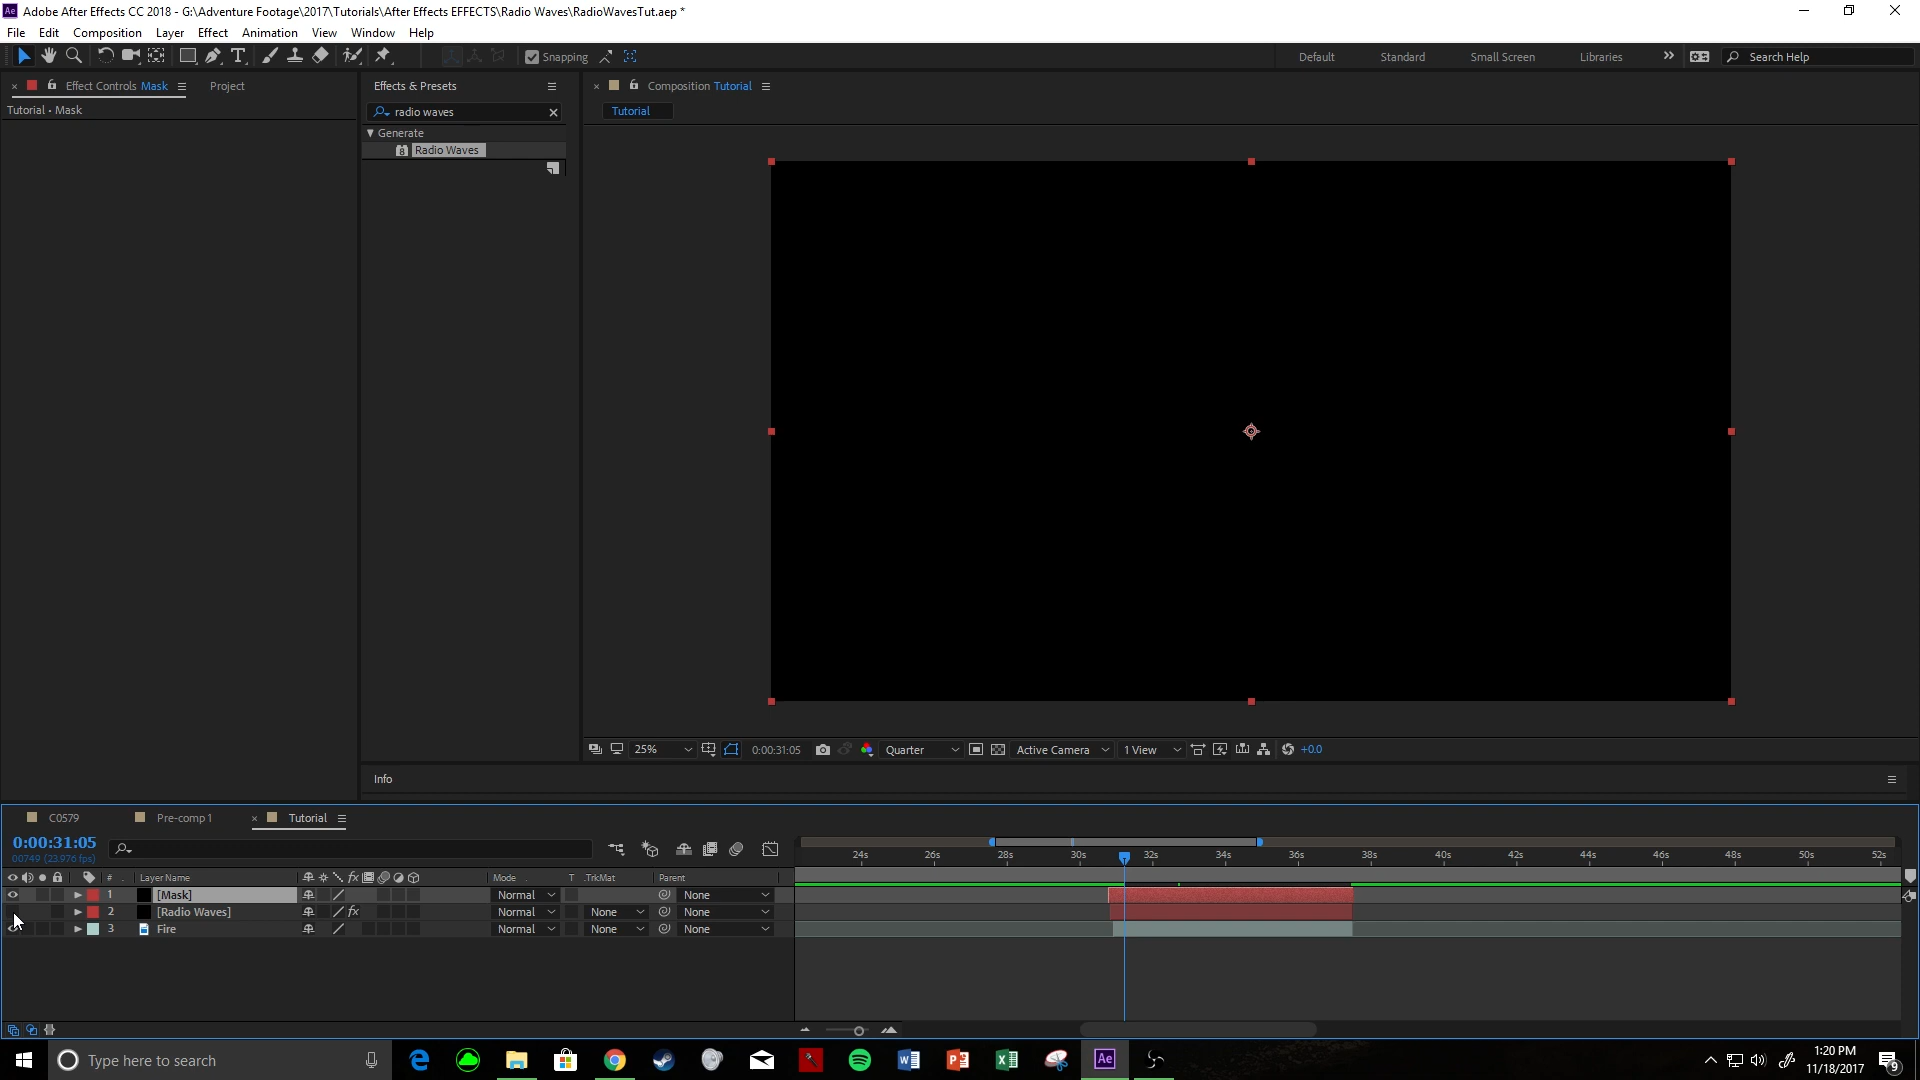 Ae Adobe After Effects CC 2018 - G:\Adventure Footage\2017\Tutorials\After Effects EFFECTS\Radio Waves\RadioWavesTut.aep *
File Edit Composition Layer Effect Animation View Window Help
Snapping Default Standard Small Screen Libraries Search Help
Effect Controls Mask Project Effects & Presets Composition Tutorial
Tutorial • Mask radio waves Tutorial
Generate
8 Radio Waves
25% 0:00:31:05 Quarter Active Camera 1 View +0.0
Info
C0579 Pre-comp 1 Tutorial
0:00:31:05
00749 (23.976 fps) 24s 26s 28s 30s 32s 34s 36s 38s 40s 42s 44s 46s 48s 50s 52s
# Layer Name fx Mode T .TrkMat Parent
1 [Mask] Normal None
2 [Radio Waves] fx Normal None None
3 Fire Normal None None
Type here to search Ae 1:20 PM
11/18/2017 9